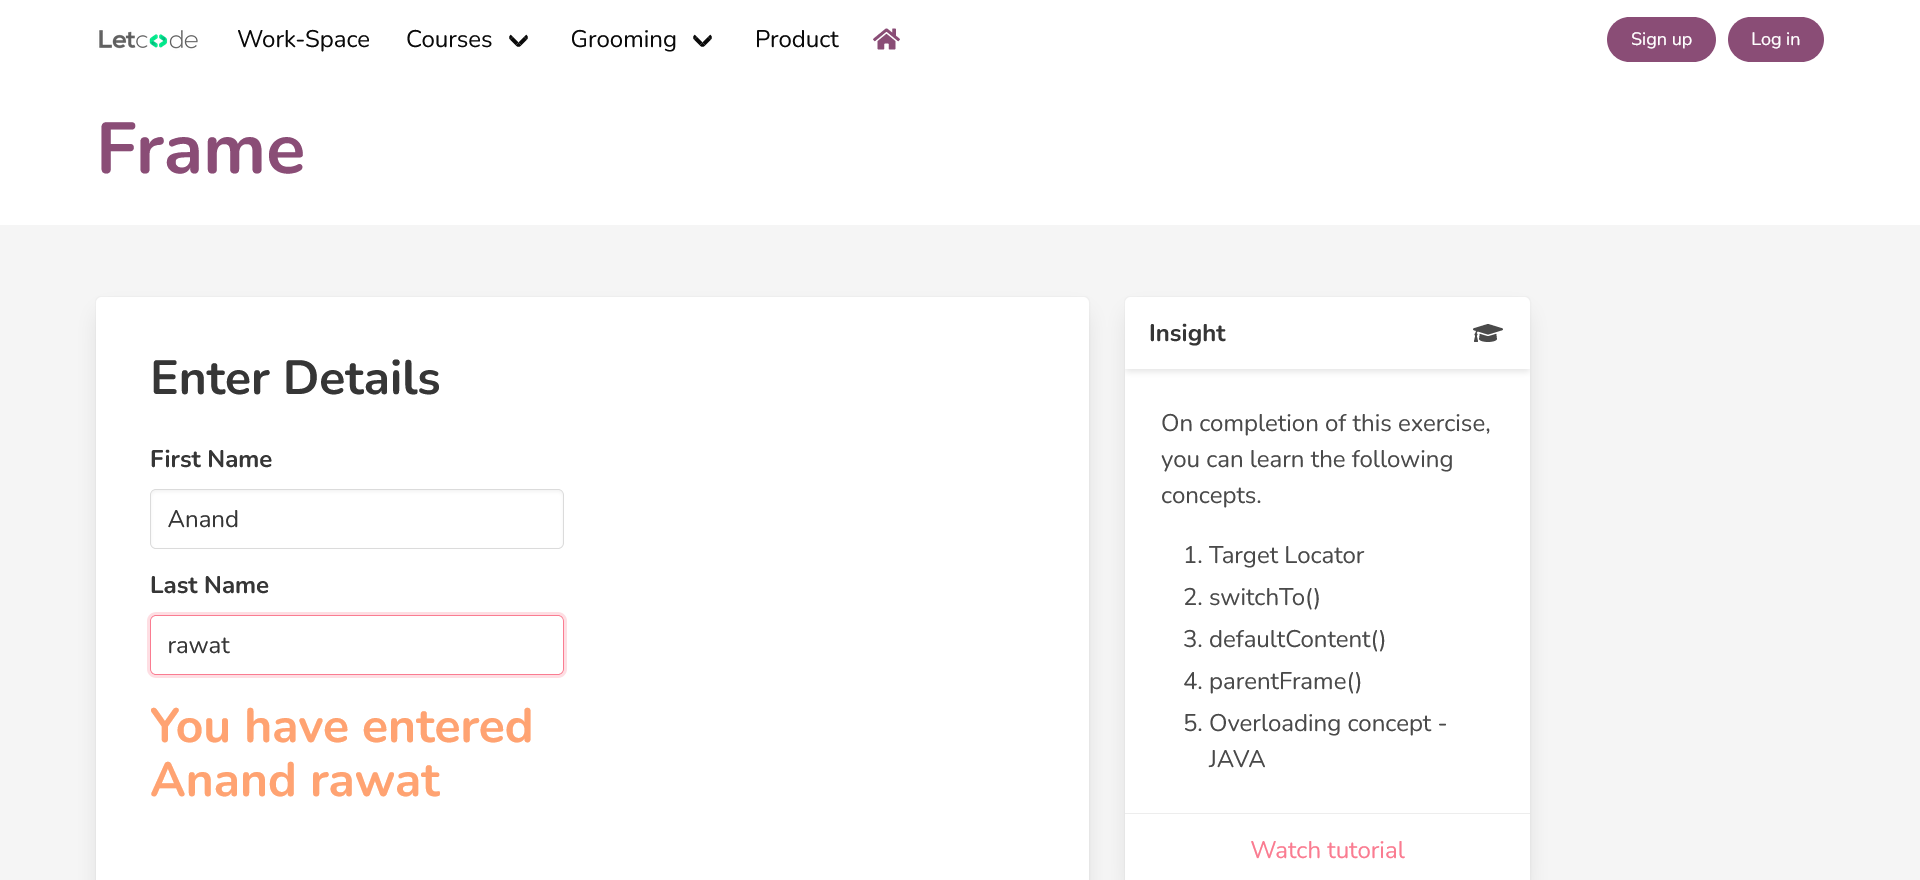 Letcode Work-Space Courses Grooming Product Sign up Log in
Frame
Enter Details
First Name
Anand
Last Name
rawat
You have entered
Anand rawat
Insight
On completion of this exercise,
you can learn the following
concepts.
1. Target Locator
2. switchTo()
3. defaultContent()
4. parentFrame()
5. Overloading concept -
JAVA
Watch tutorial